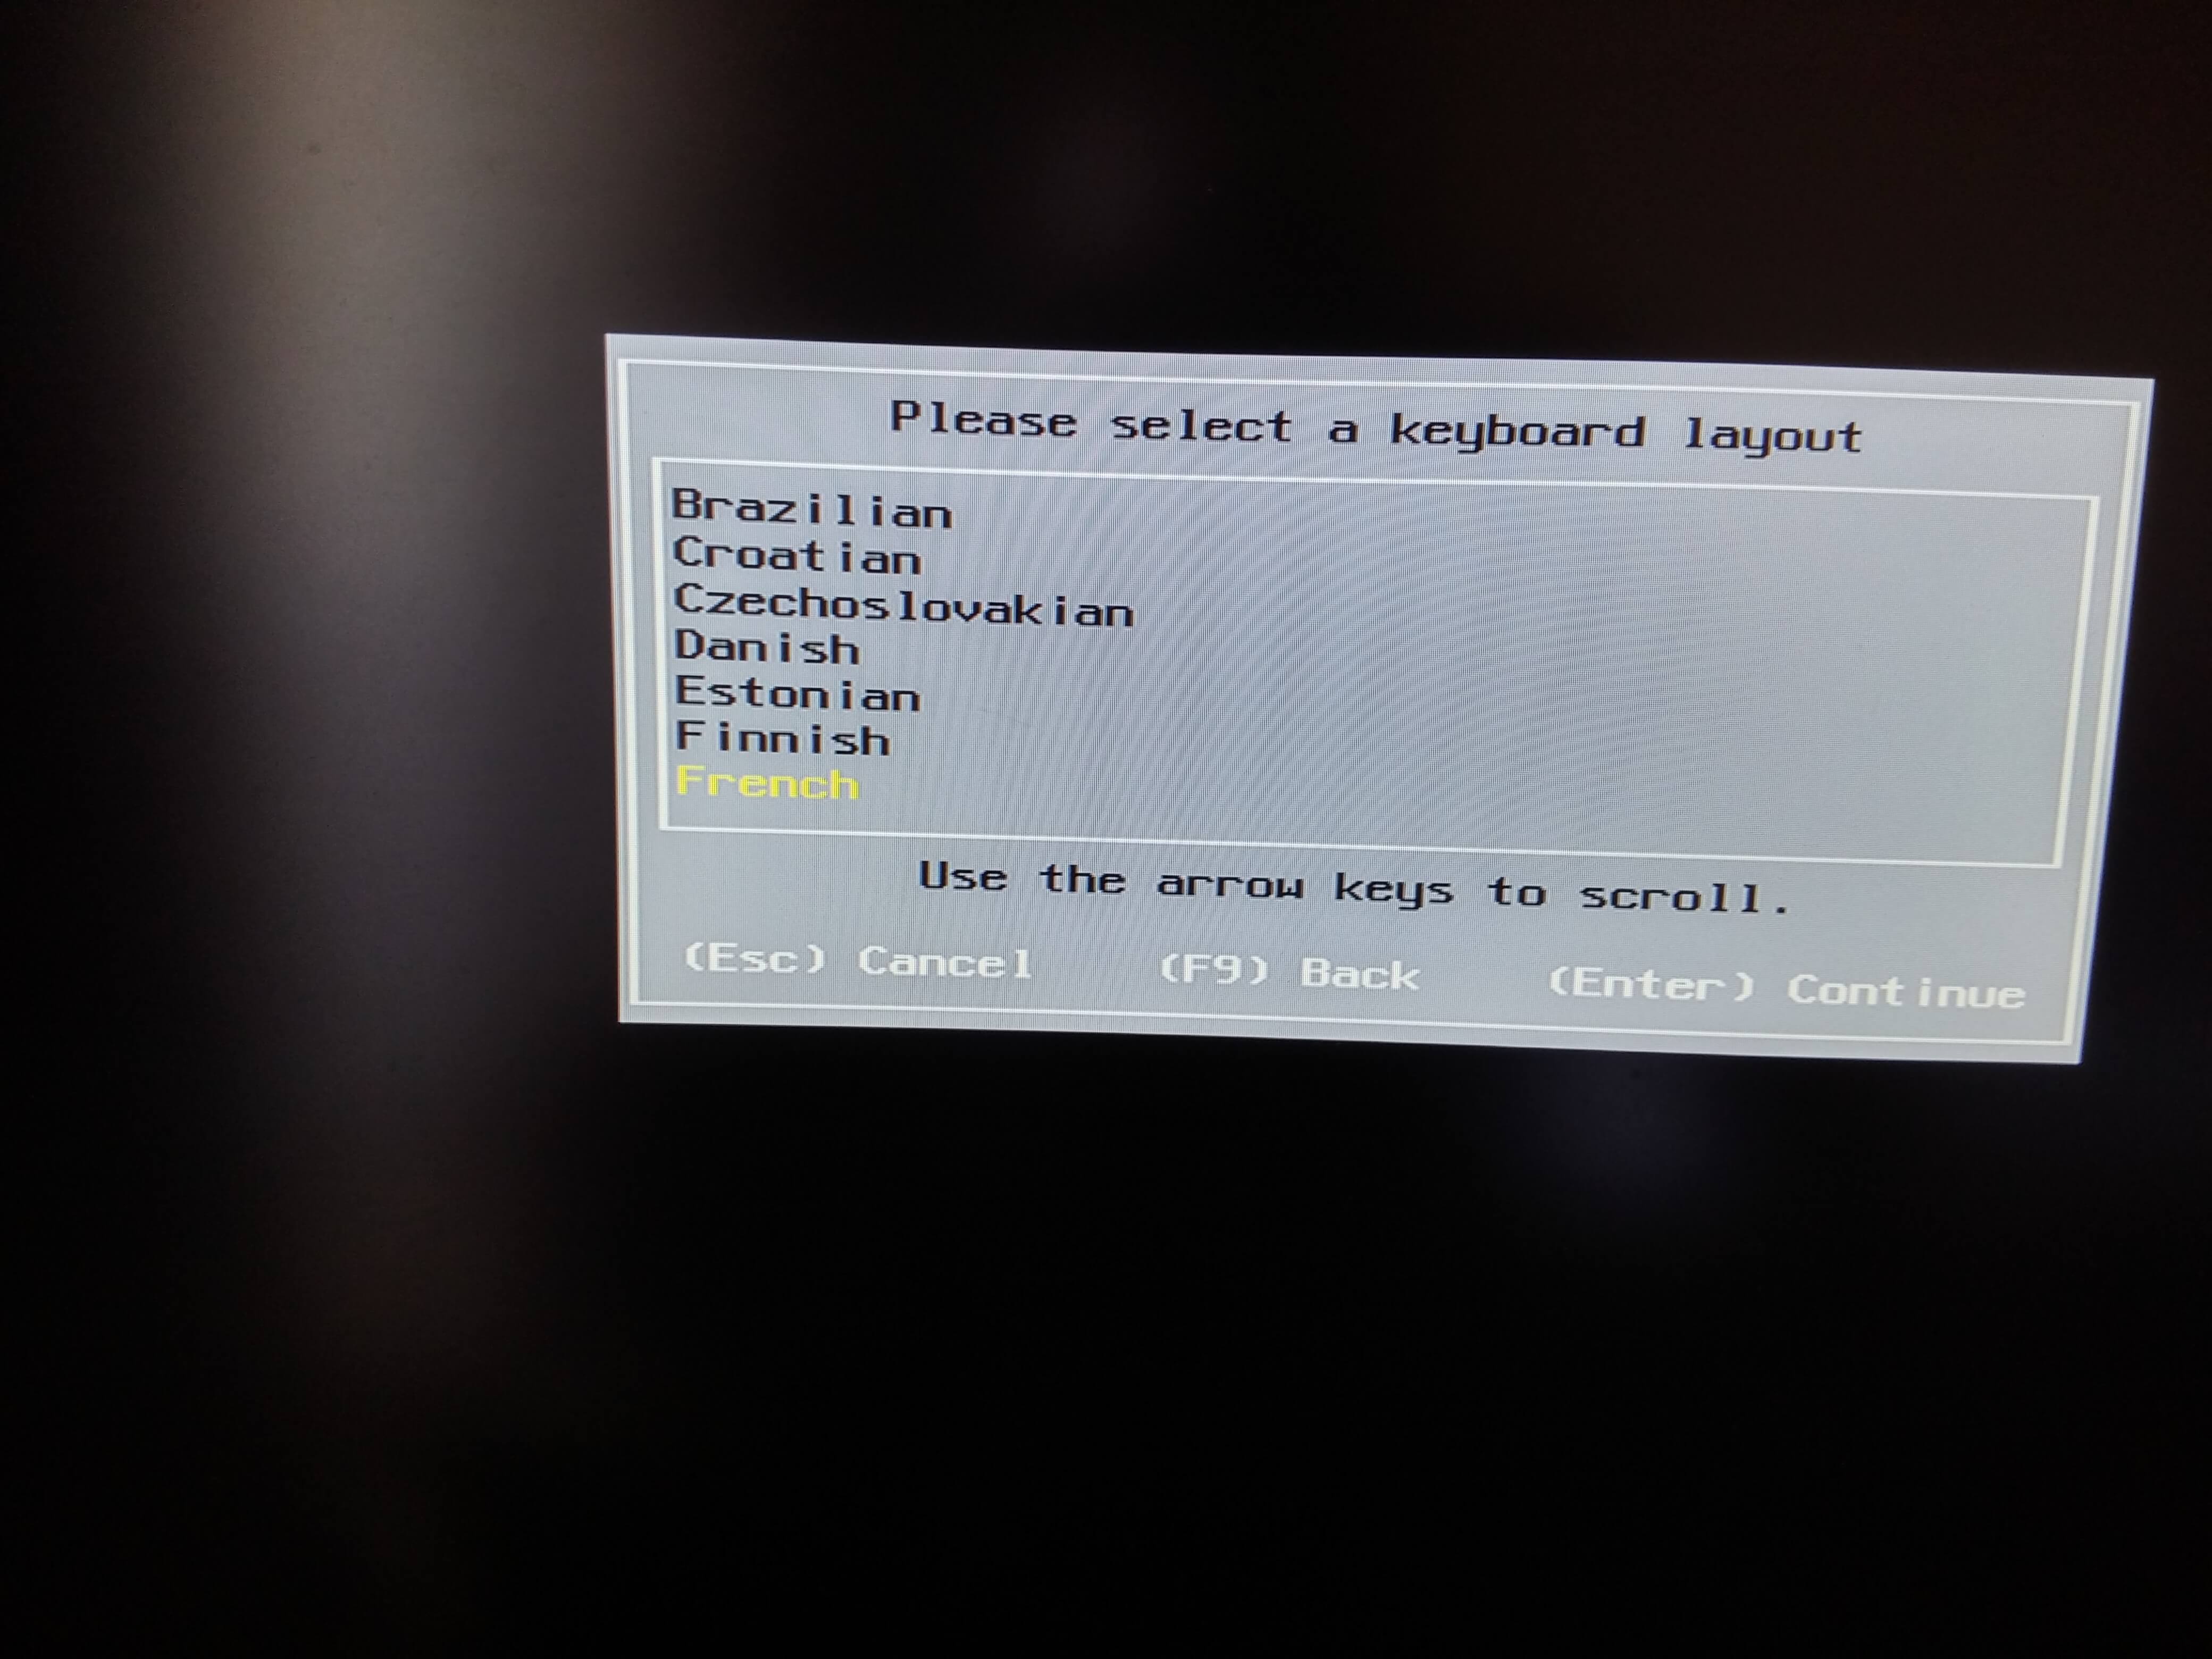 Please select a keyboard layout
Brazilian
Croatian
Czechoslovakian
Danish
Estonian
Finnish
French
Use the arrow keys to scroll.
(Esc) Cancel (F9) Back (Enter) Continue